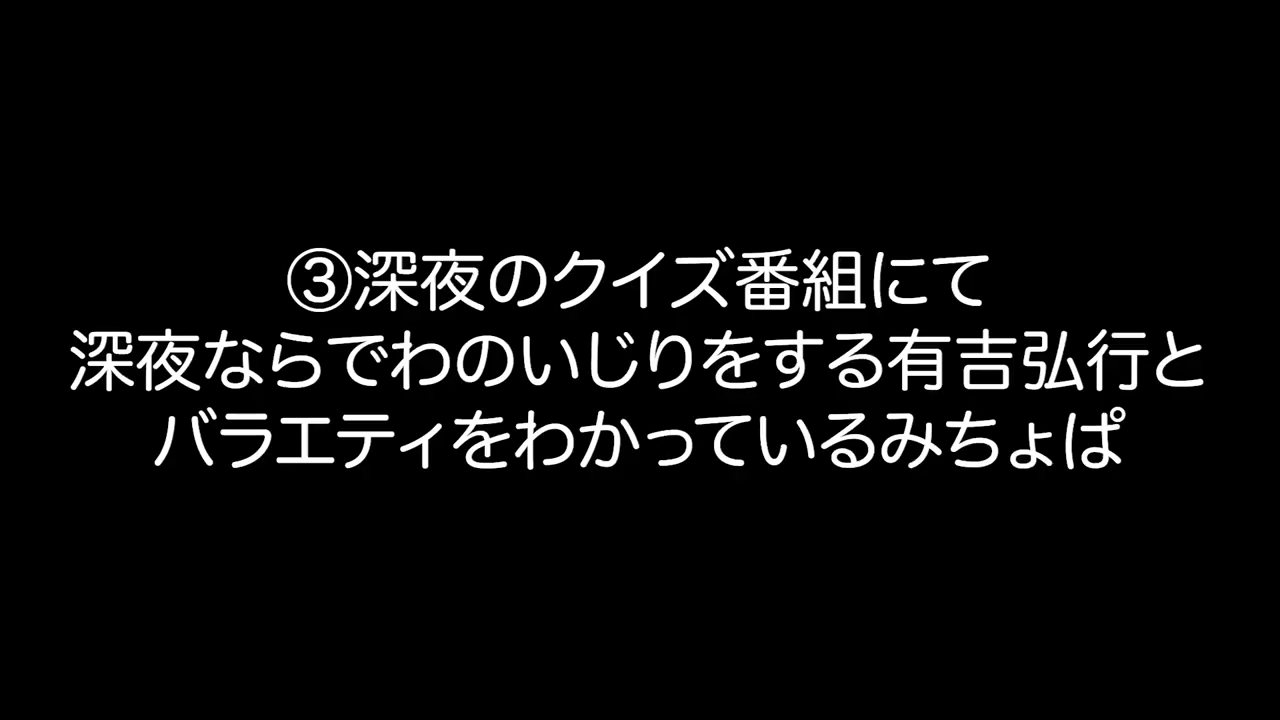 ③深夜のクイズ番組にて
深夜ならでわのいじりをする有吉弘行と
バラエティをわかっているみちょぱ